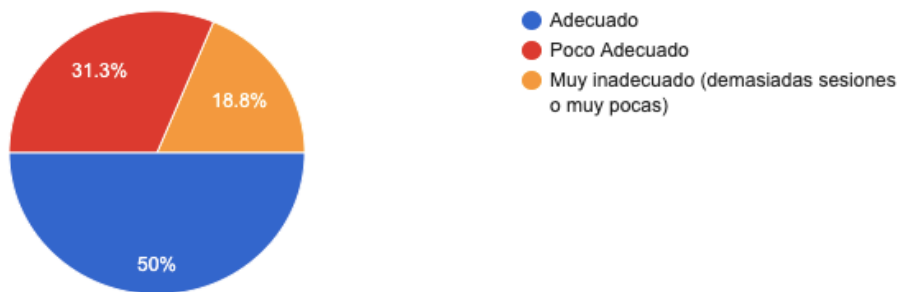 31.3%
18.8%
50%
Adecuado
Poco Adecuado
Muy inadecuado (demasiadas sesiones
o muy pocas)